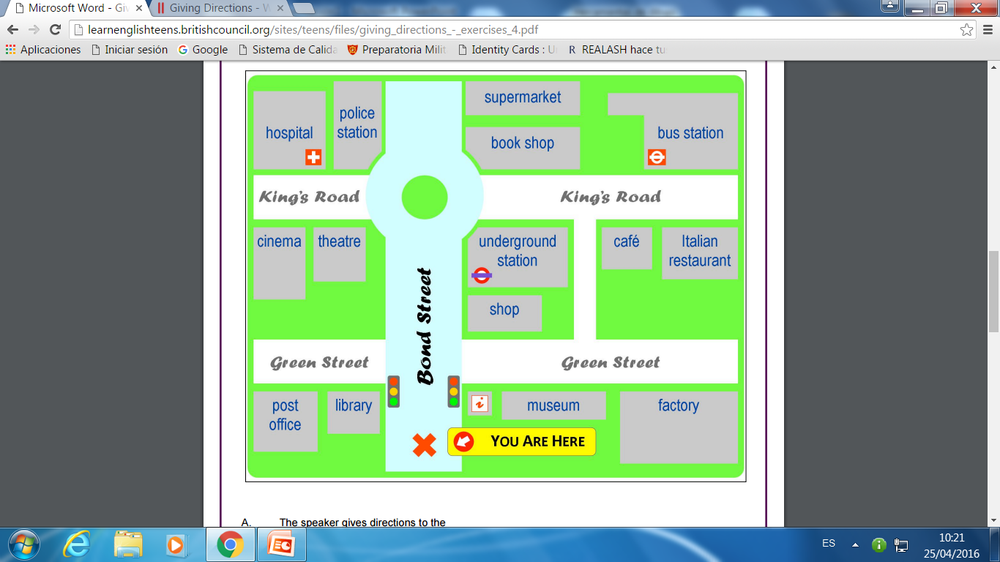 Microsoft Word - Giv
Giving Directions - W
learnenglishteens.britishcouncil.org/sites/teens/files/giving_directions_-_exercises_4.pdf
Aplicaciones
Iniciar sesión
Google
Sistema de Calida
Preparatoria Milit
Identity Cards : U
REALASH hace tu
hospital
police
station
supermarket
book shop
bus station
King's Road
King's Road
cinema
theatre
underground
station
café
Italian
restaurant
shop
Bond Street
Green Street
Green Street
post
office
library
i
museum
factory
YOU ARE HERE
A. The speaker gives directions to the
ES
10:21
25/04/2016